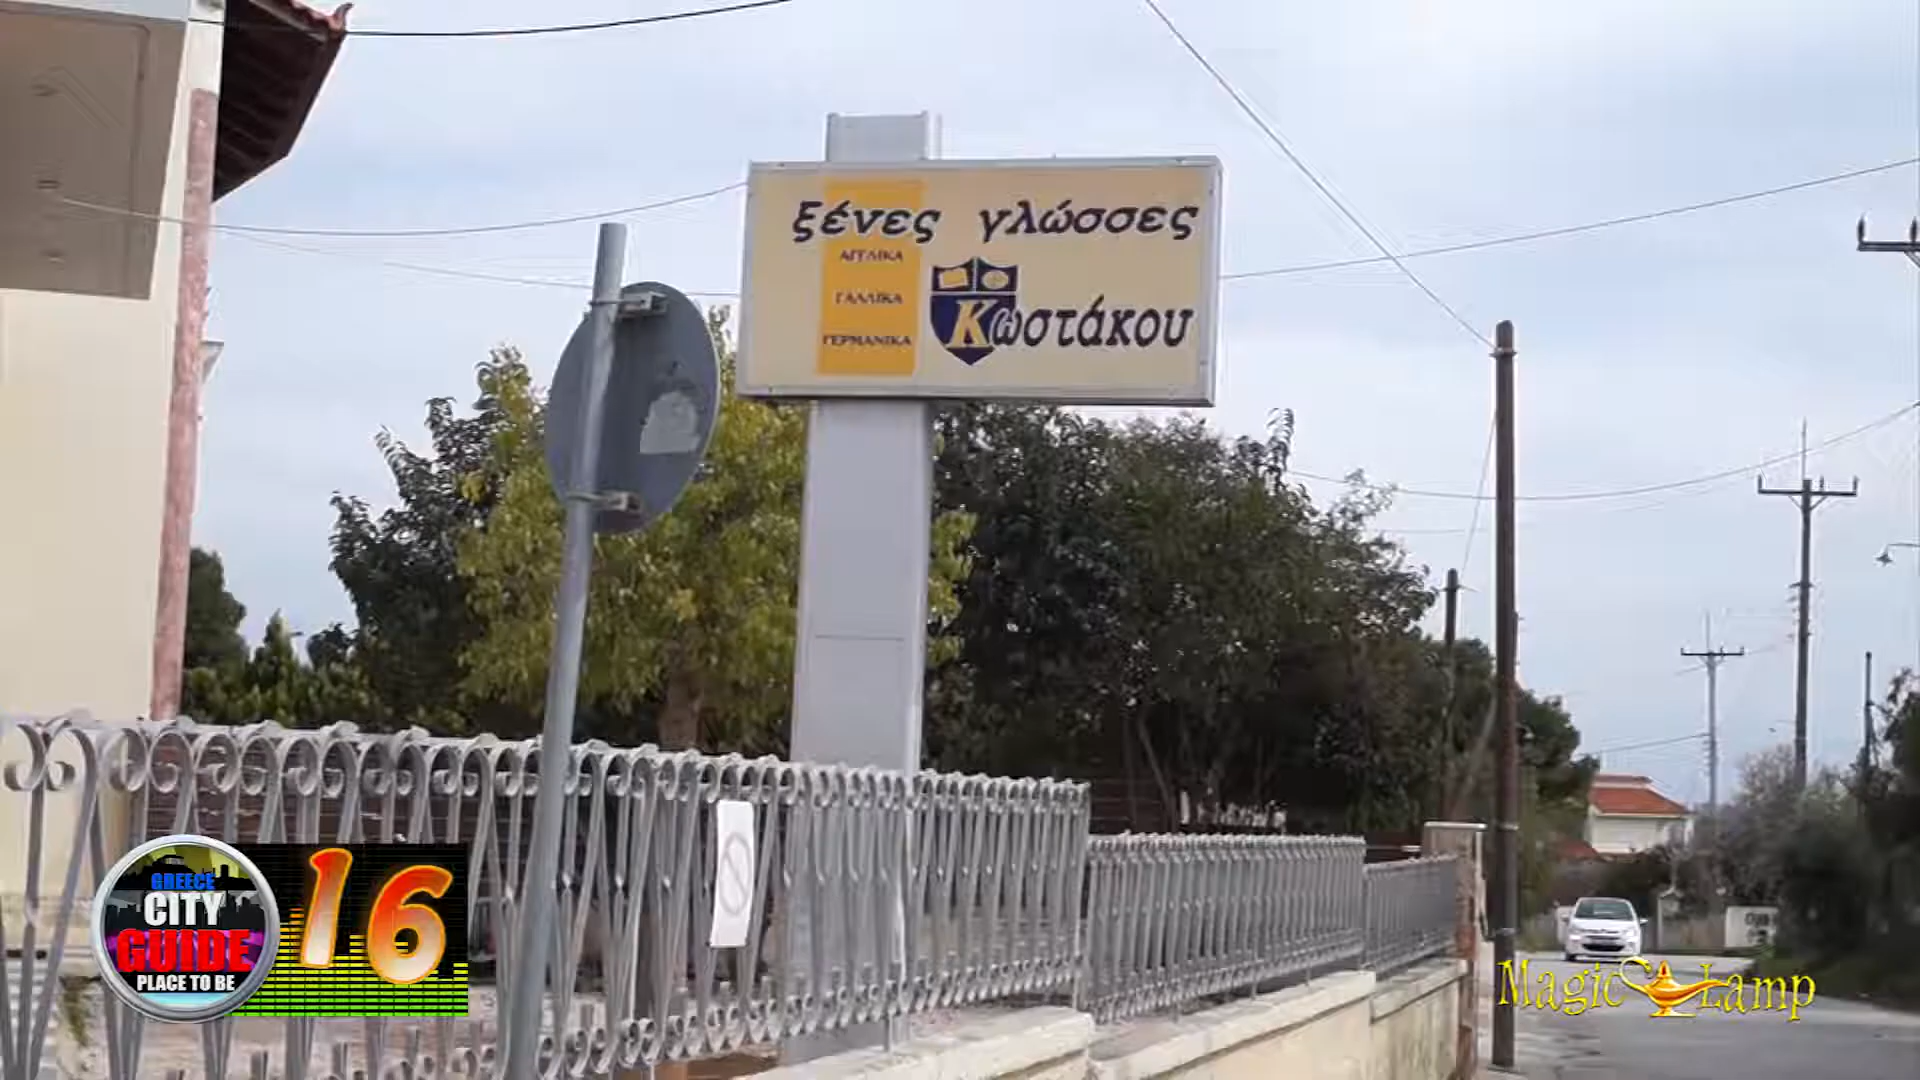 ξένες γλώσσες
ΑΓΓΛΙΚΑ
ΓΑΛΛΙΚΑ
ΓΕΡΜΑΝΙΚΑ
Κωστάκου
GREECE
CITY
GUIDE
PLACE TO BE
16
Magic Lamp